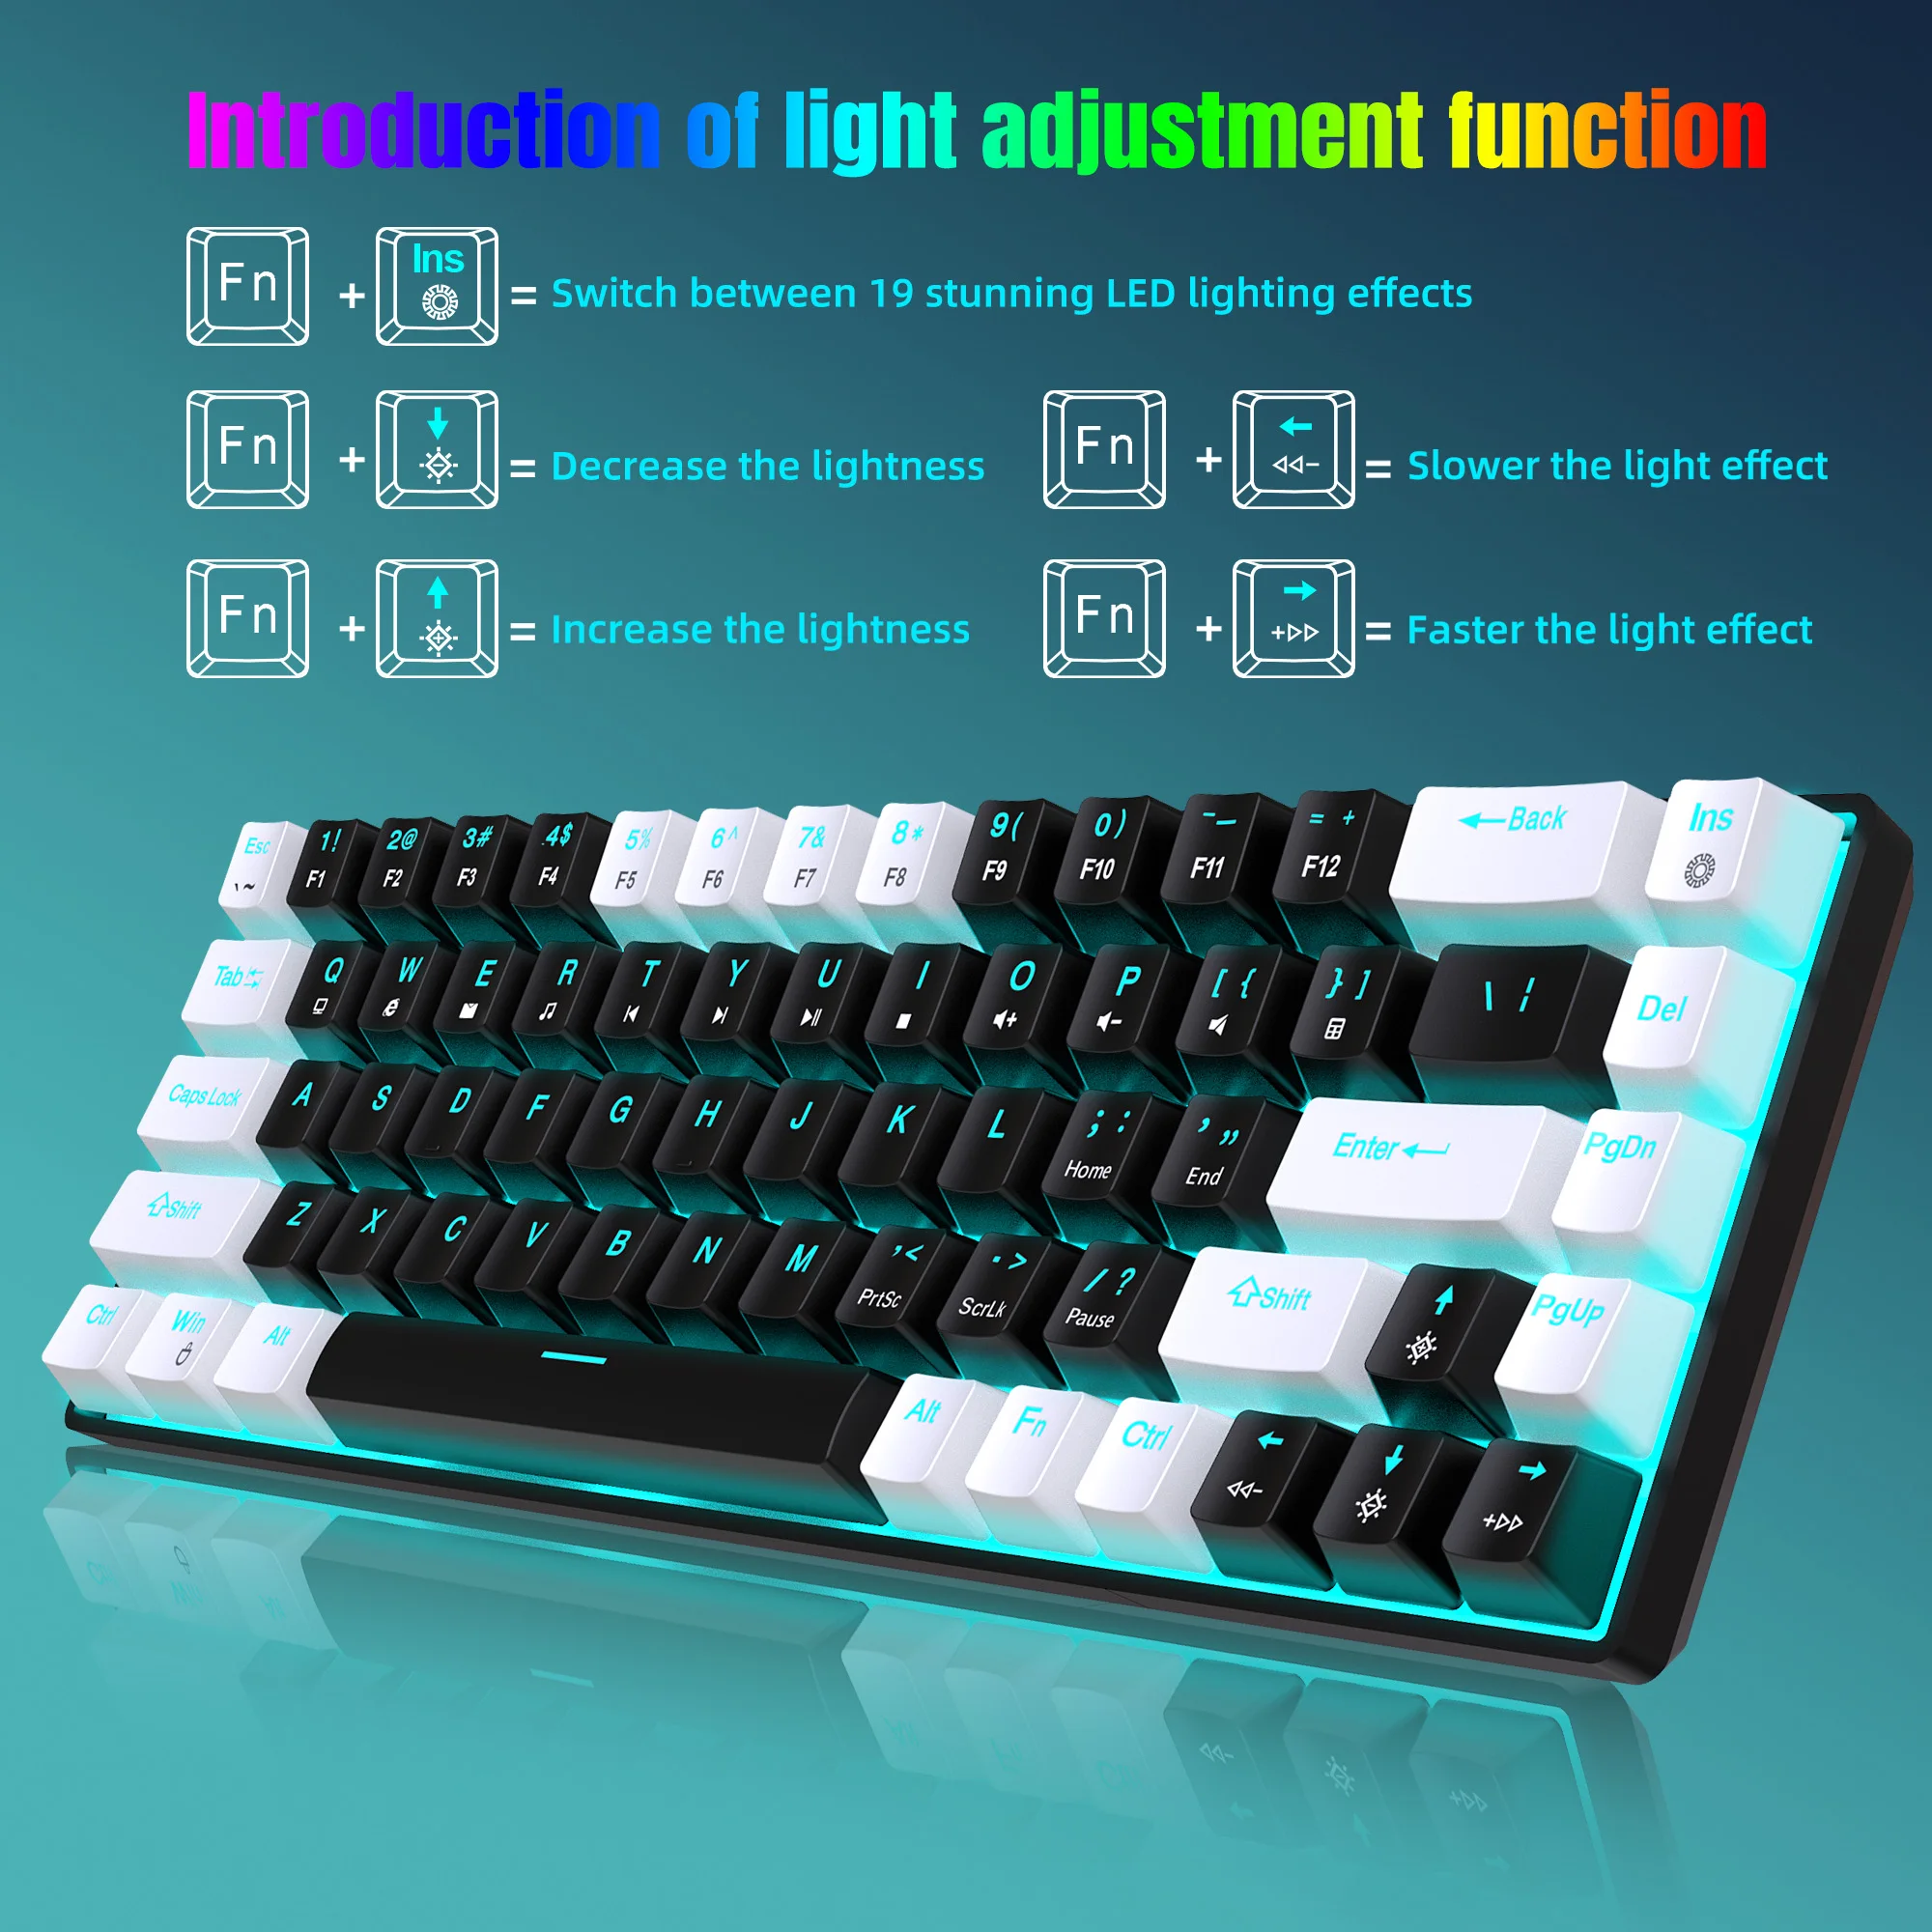 Introduction of light adjustment function
Fn + Ins = Switch between 19 stunning LED lighting effects
Fn + ↓ = Decrease the lightness
Fn + ← = Slower the light effect
Fn + ↑ = Increase the lightness
Fn + → = Faster the light effect
Esc 1! 2@ 3# 4$ 5% 6^ 7& 8* 9( 0) -_ = + ←Back Ins
`~ F1 F2 F3 F4 F5 F6 F7 F8 F9 F10 F11 F12
Tab Q W E R T Y U I O P [ { } ] \ ¦ Del
Caps Lock A S D F G H J K L ; : ' " Enter PgDn
Home End
Shift Z X C V B N M , < . > / ? Shift ↑ PgUp
PrtSc ScrLk Pause
Ctrl Win Alt Alt Fn Ctrl ← ↓ →